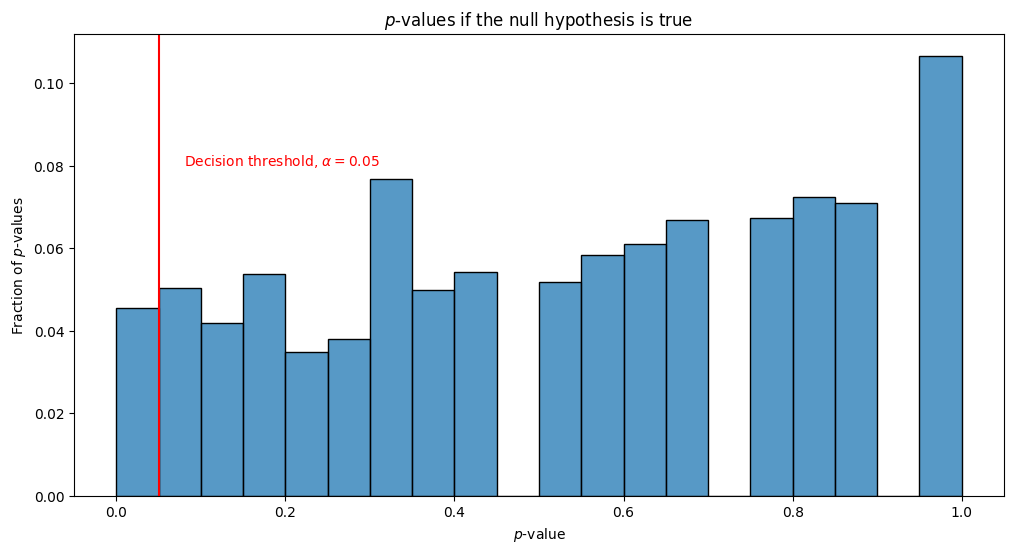 p-values if the null hypothesis is true
Decision threshold, α = 0.05
Fraction of p-values
0.10
0.08
0.06
0.04
0.02
0.00
0.0 0.2 0.4 0.6 0.8 1.0
p-value